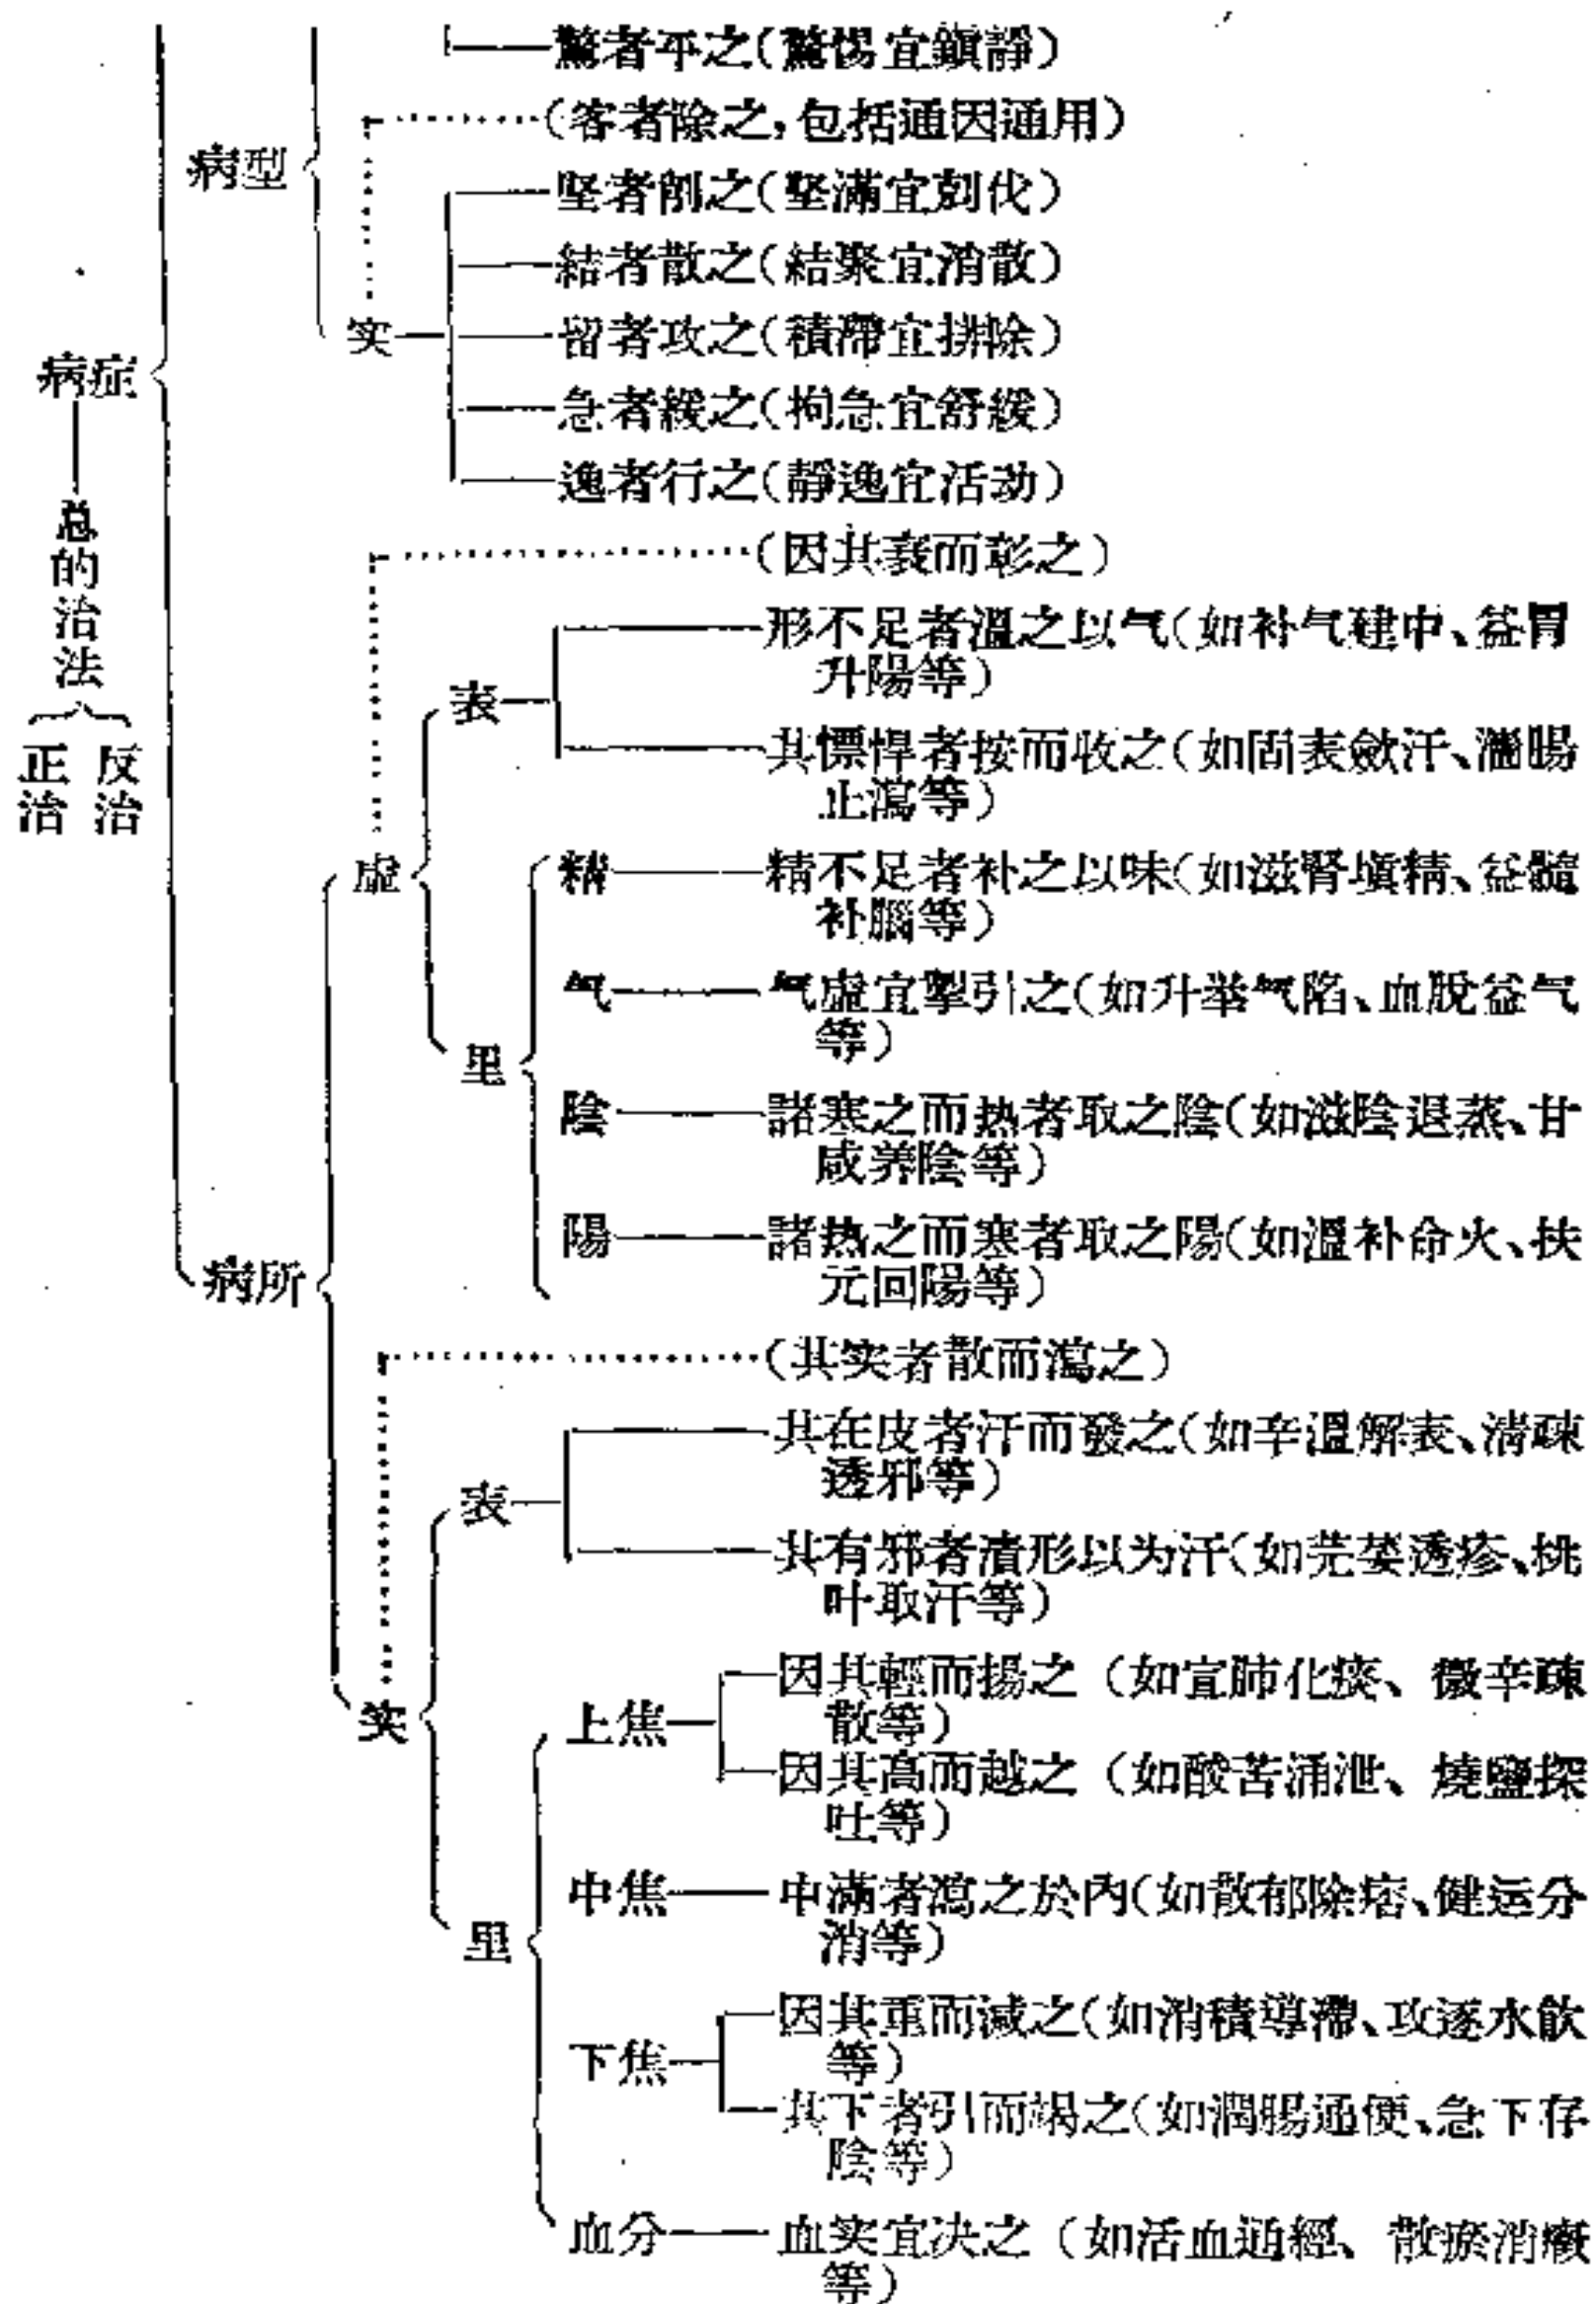 驚者平之(驚惕宜鎭靜)
(客者除之,包括通因通用)
病型
坚者削之(坚滿宜剋伐)
結者散之(結聚宜消散)
实
留者攻之(積滯宜排除)
病症
急者緩之(拘急宜舒緩)
逸者行之(靜逸宜活动)
总的治法
正治
反治
(因其衰而彰之)
形不足者溫之以气(如补气建中、益胃
升陽等)
表
其慓悍者按而收之(如固表斂汗、澀腸
止瀉等)
虛
精
精不足者补之以味(如滋腎塡精、益髓
补腦等)
气
气虛宜掣引之(如升举气陷、血脫益气
等)
里
陰
諸寒之而热者取之陰(如滋陰退蒸、甘
咸养陰等)
陽
諸热之而寒者取之陽(如溫补命火、扶
元回陽等)
病所
(其实者散而瀉之)
其在皮者汗而發之(如辛溫解表、清疎
透邪等)
表
其有邪者漬形以为汗(如芫荽透疹、桃
叶取汗等)
实
上焦
因其輕而揚之(如宣肺化痰、微辛疎
散等)
因其高而越之(如酸苦涌泄、燒鹽探
吐等)
中焦
中滿者瀉之於內(如散郁除痞、健运分
消等)
里
下焦
因其重而減之(如消積導滯、攻逐水飲
等)
其下者引而竭之(如潤腸通便、急下存
陰等)
血分
血实宜决之(如活血通經、散瘀消癥
等)